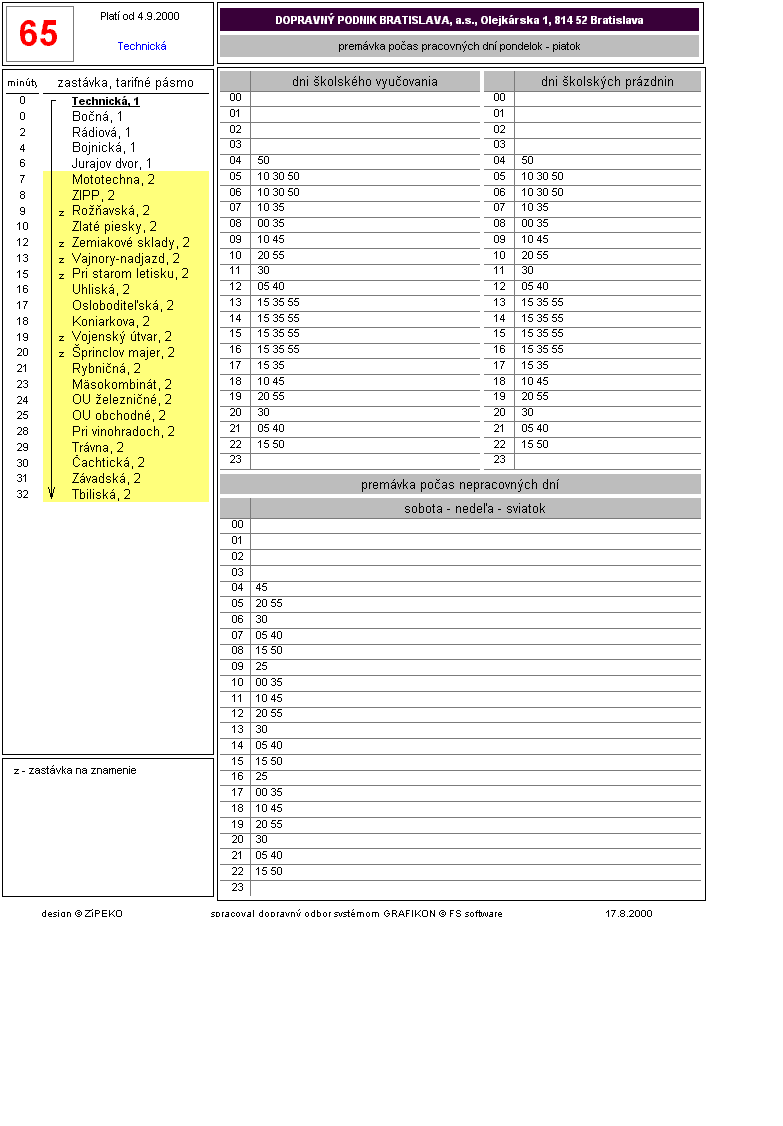 65
Platí od 4.9.2000
Technická
DOPRAVNÝ PODNIK BRATISLAVA, a.s., Olejkárska 1, 814 52 Bratislava
premávka počas pracovných dní pondelok - piatok
minúty zastávka, tarifné pásmo
0 Technická, 1
0 Bočná, 1
2 Rádiová, 1
4 Bojnická, 1
6 Jurajov dvor, 1
7 Mototechna, 2
8 ZIPP, 2
9 z Rožňavská, 2
10 Zlaté piesky, 2
12 z Zemiakové sklady, 2
13 z Vajnory-nadjazd, 2
15 z Pri starom letisku, 2
16 Uhliská, 2
17 Osloboditeľská, 2
18 Koniarkova, 2
19 z Vojenský útvar, 2
20 z Šprinclov majer, 2
21 Rybničná, 2
23 Mäsokombinát, 2
24 OU železničné, 2
25 OU obchodné, 2
28 Pri vinohradoch, 2
29 Trávna, 2
30 Čachtická, 2
31 Závadská, 2
32 Tbiliská, 2
z - zastávka na znamenie
dni školského vyučovania
00
01
02
03
04 50
05 10 30 50
06 10 30 50
07 10 35
08 00 35
09 10 45
10 20 55
11 30
12 05 40
13 15 35 55
14 15 35 55
15 15 35 55
16 15 35 55
17 15 35
18 10 45
19 20 55
20 30
21 05 40
22 15 50
23
dni školských prázdnin
00
01
02
03
04 50
05 10 30 50
06 10 30 50
07 10 35
08 00 35
09 10 45
10 20 55
11 30
12 05 40
13 15 35 55
14 15 35 55
15 15 35 55
16 15 35 55
17 15 35
18 10 45
19 20 55
20 30
21 05 40
22 15 50
23
premávka počas nepracovných dní
sobota - nedeľa - sviatok
00
01
02
03
04 45
05 20 55
06 30
07 05 40
08 15 50
09 25
10 00 35
11 10 45
12 20 55
13 30
14 05 40
15 15 50
16 25
17 00 35
18 10 45
19 20 55
20 30
21 05 40
22 15 50
23
design © ZiPEKO spracoval dopravný odbor systémom GRAFIKON © FS software 17.8.2000